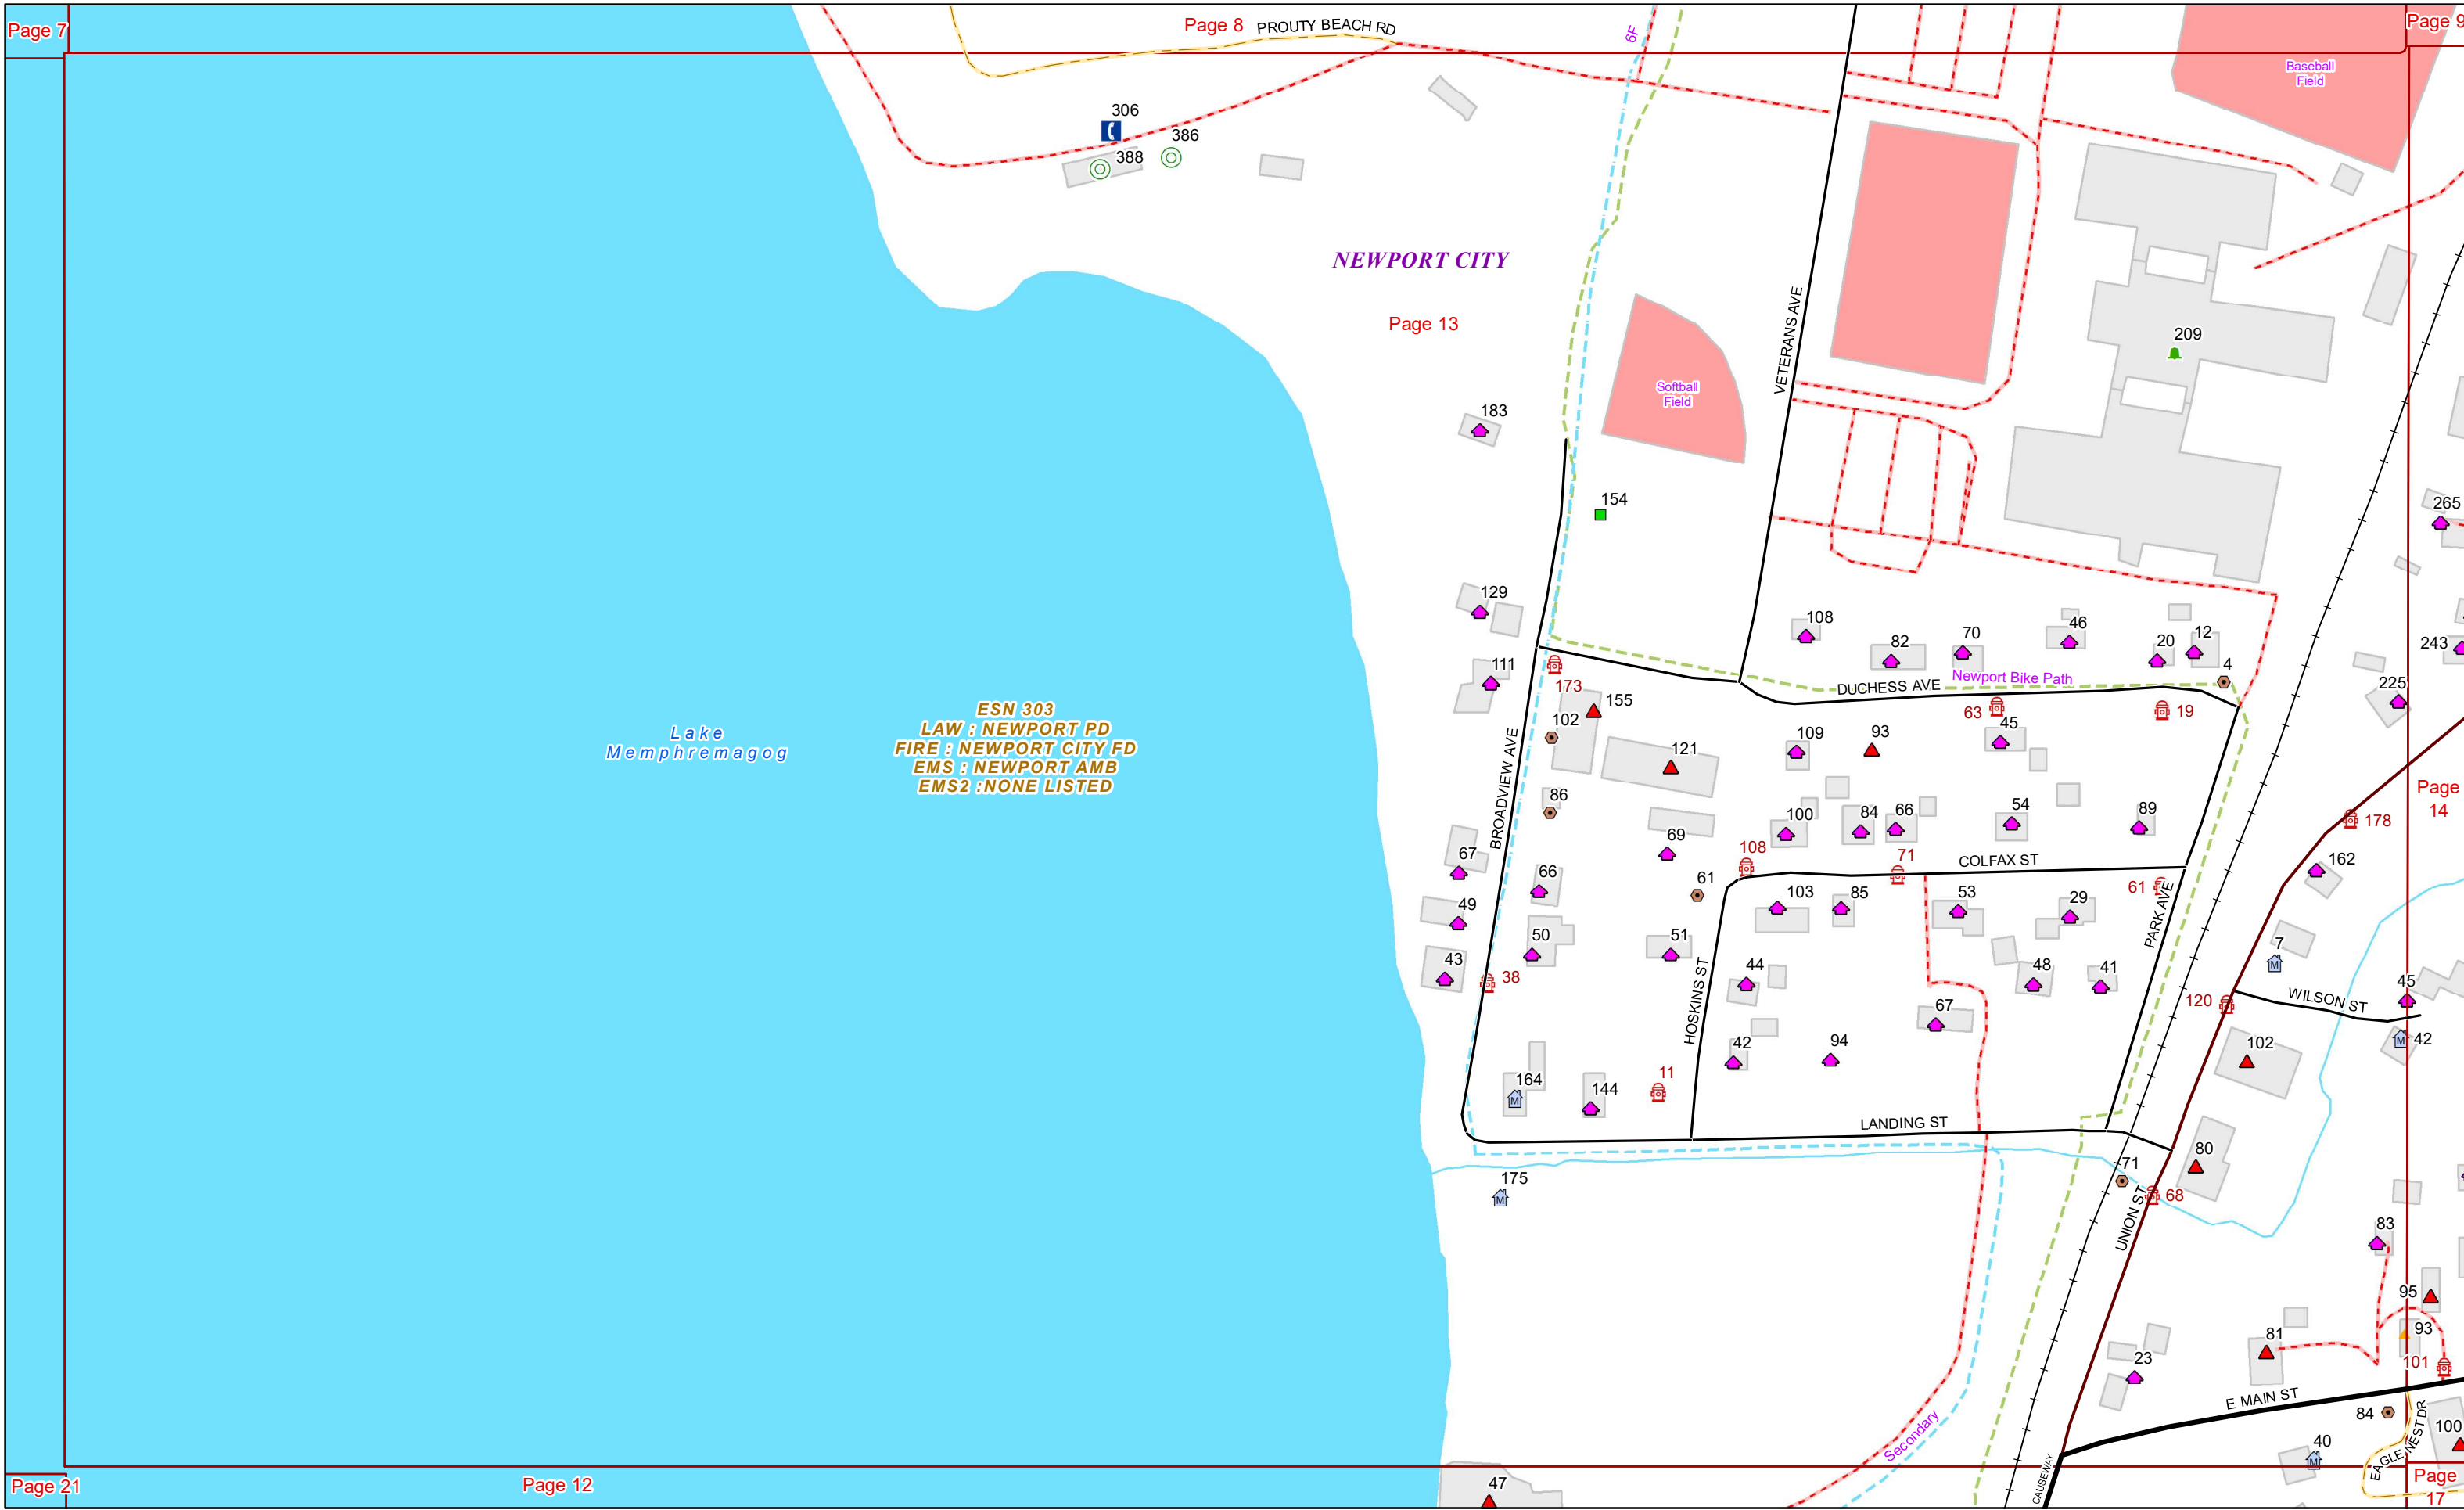 Page 7
Page 8
PROUTY BEACH RD
6F
Page 9
Baseball
Field
306
386
388
NEWPORT CITY
Page 13
VETERANS AVE
209
Softball
Field
183
154
265
129
108
82
70
46
20
12
4
243
111
173
155
102
DUCHESS AVE
Newport Bike Path
63
19
225
45
93
109
121
Lake
Memphremagog
ESN 303
LAW : NEWPORT PD
FIRE : NEWPORT CITY FD
EMS : NEWPORT AMB
EMS2 :NONE LISTED
BROADVIEW AVE
86
100
84
66
54
89
178
Page
14
67
69
108
71
COLFAX ST
162
66
61
61
49
103
85
53
29
PARK AVE
50
51
7
43
38
44
48
41
45
HOSKINS ST
WILSON ST
120
67
42
94
102
42
164
144
11
LANDING ST
80
175
71
68
UNION ST
83
95
93
81
101
23
E MAIN ST
84
EAGLE NEST DR
100
Secondary
40
CAUSEWAY
Page 21
Page 12
47
Page
17